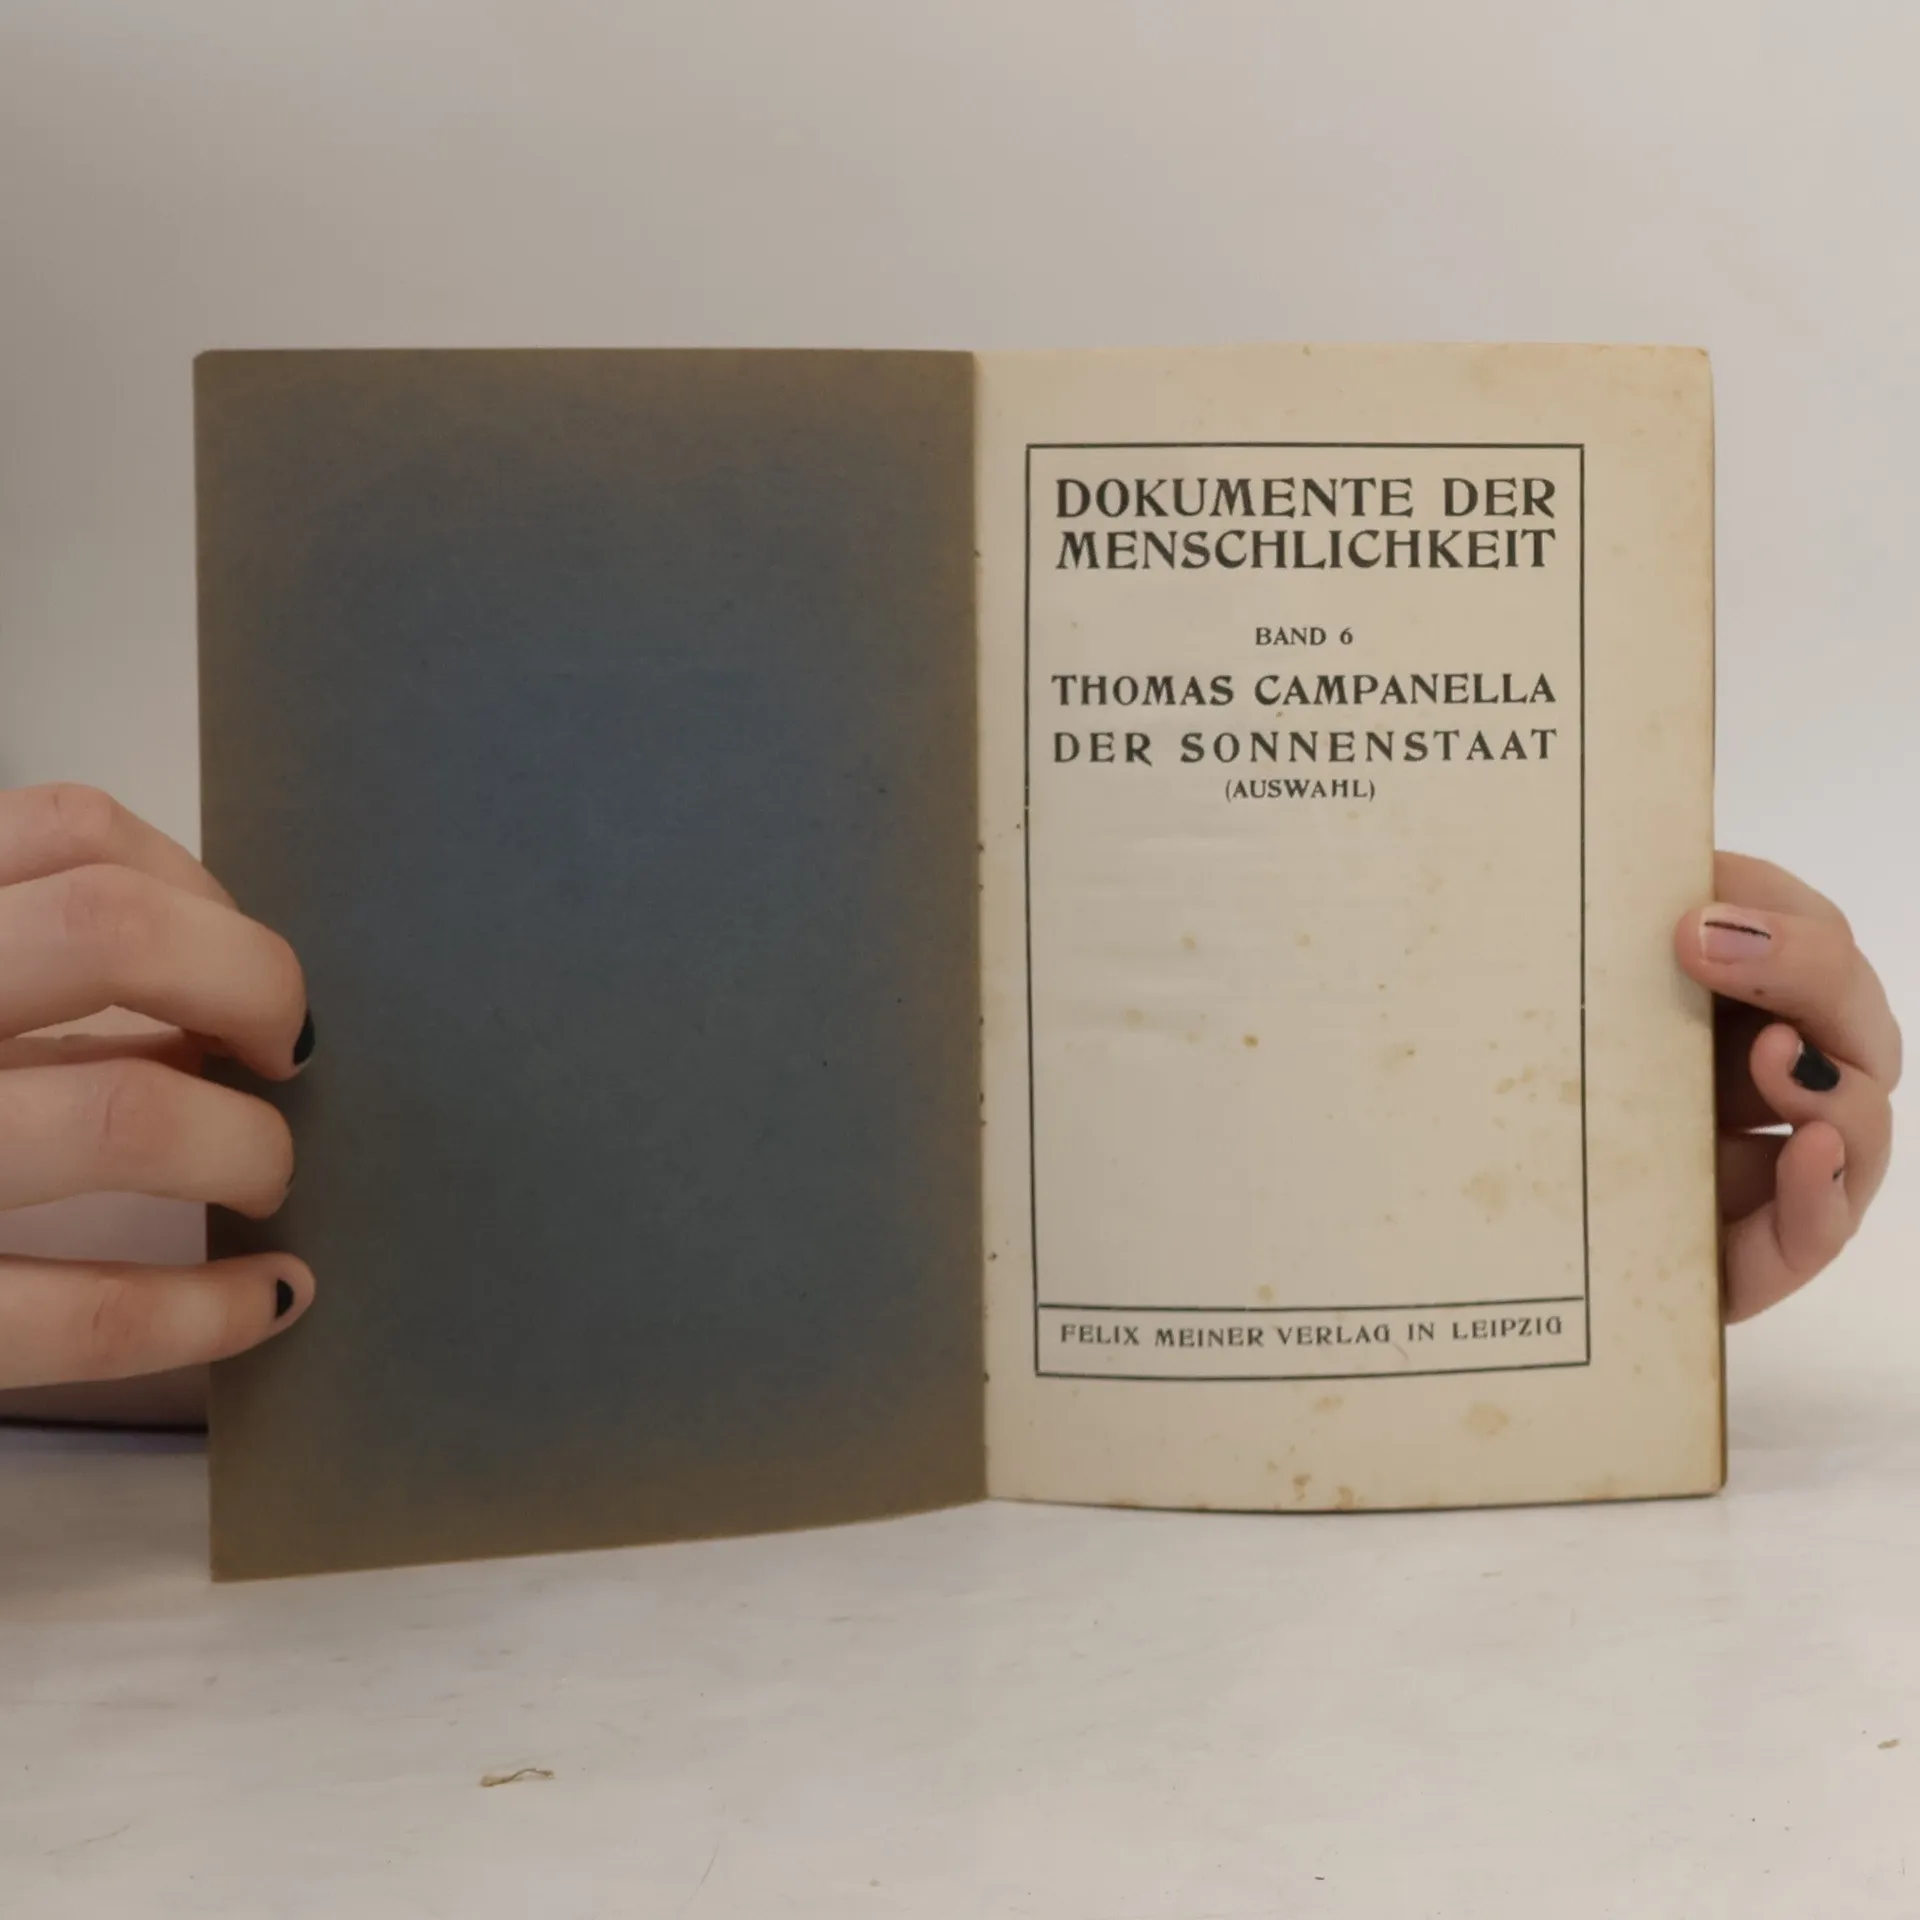 DOKUMENTE DER
MENSCHLICHKEIT
BAND 6
THOMAS CAMPANELLA
DER SONNENSTAAT
(AUSWAHL)
FELIX MEINER VERLAG IN LEIPZIG